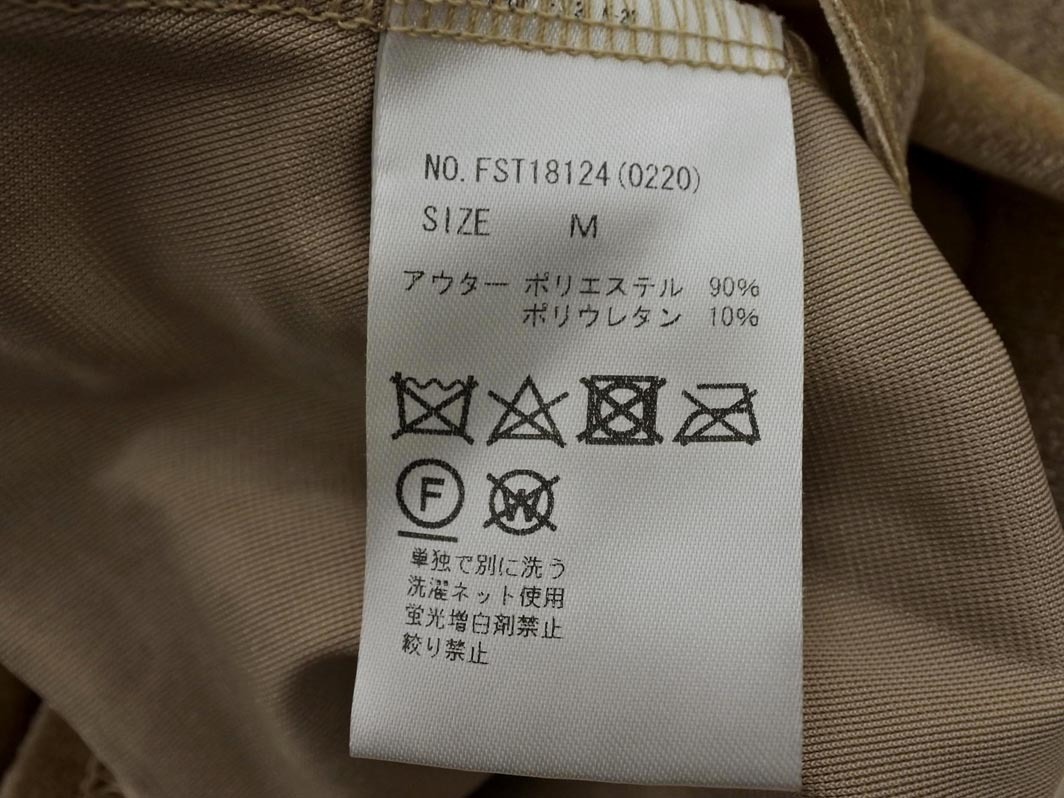 NO. FST18124(0220)
SIZE M
アウター ポリエステル 90%
ポリウレタン 10%
F
W
単独で別に洗う
洗濯ネット使用
蛍光増白剤禁止
絞り禁止